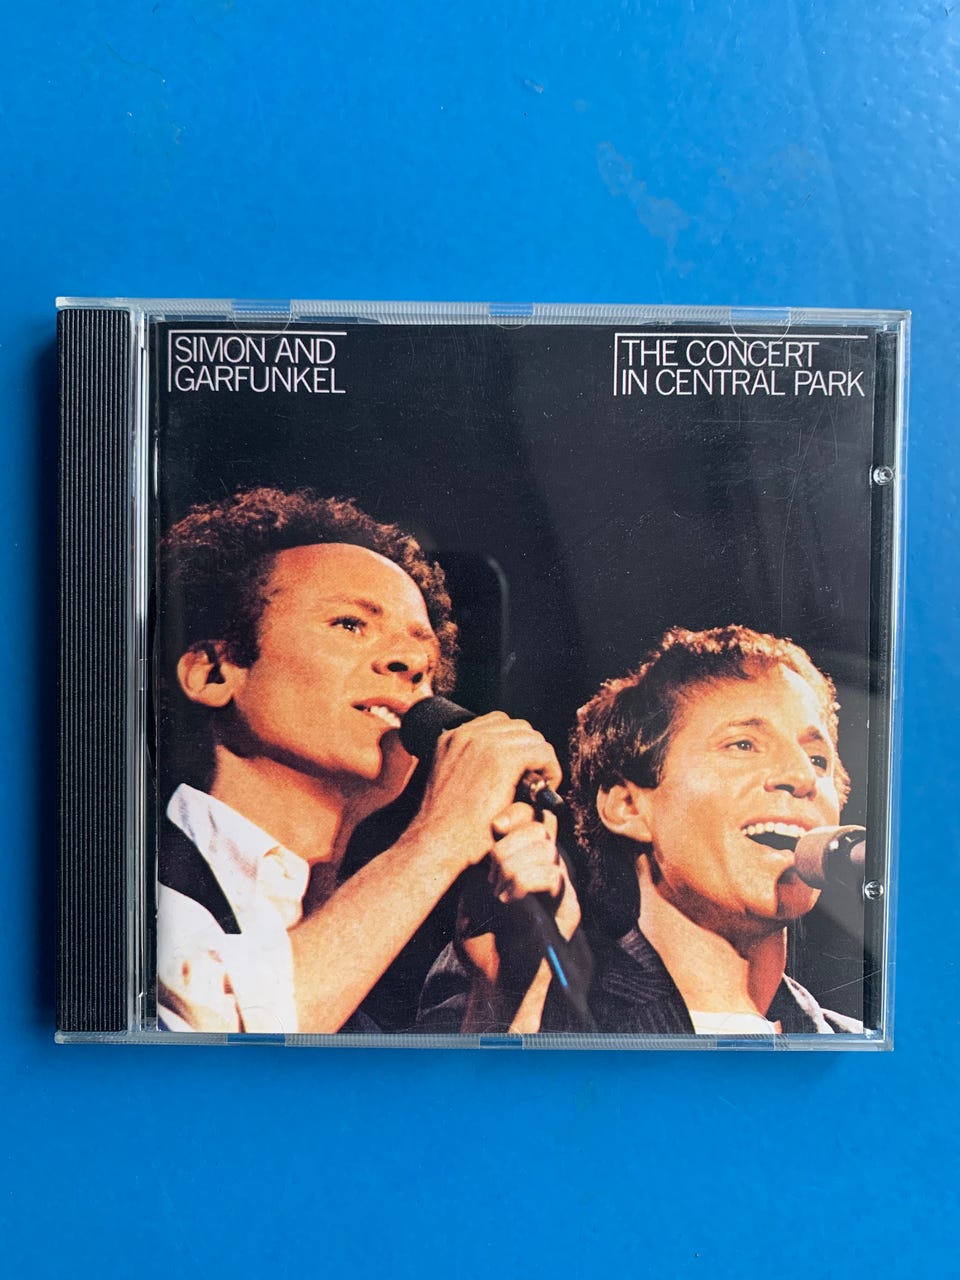 SIMON AND
GARFUNKEL
THE CONCERT
IN CENTRAL PARK